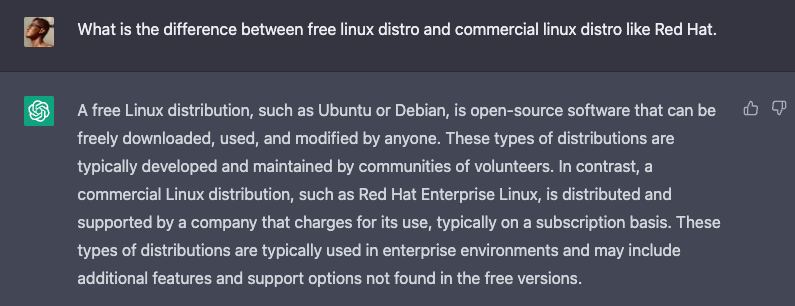 What is the difference between free linux distro and commercial linux distro like Red Hat.
A free Linux distribution, such as Ubuntu or Debian, is open-source software that can be
freely downloaded, used, and modified by anyone. These types of distributions are
typically developed and maintained by communities of volunteers. In contrast, a
commercial Linux distribution, such as Red Hat Enterprise Linux, is distributed and
supported by a company that charges for its use, typically on a subscription basis. These
types of distributions are typically used in enterprise environments and may include
additional features and support options not found in the free versions.